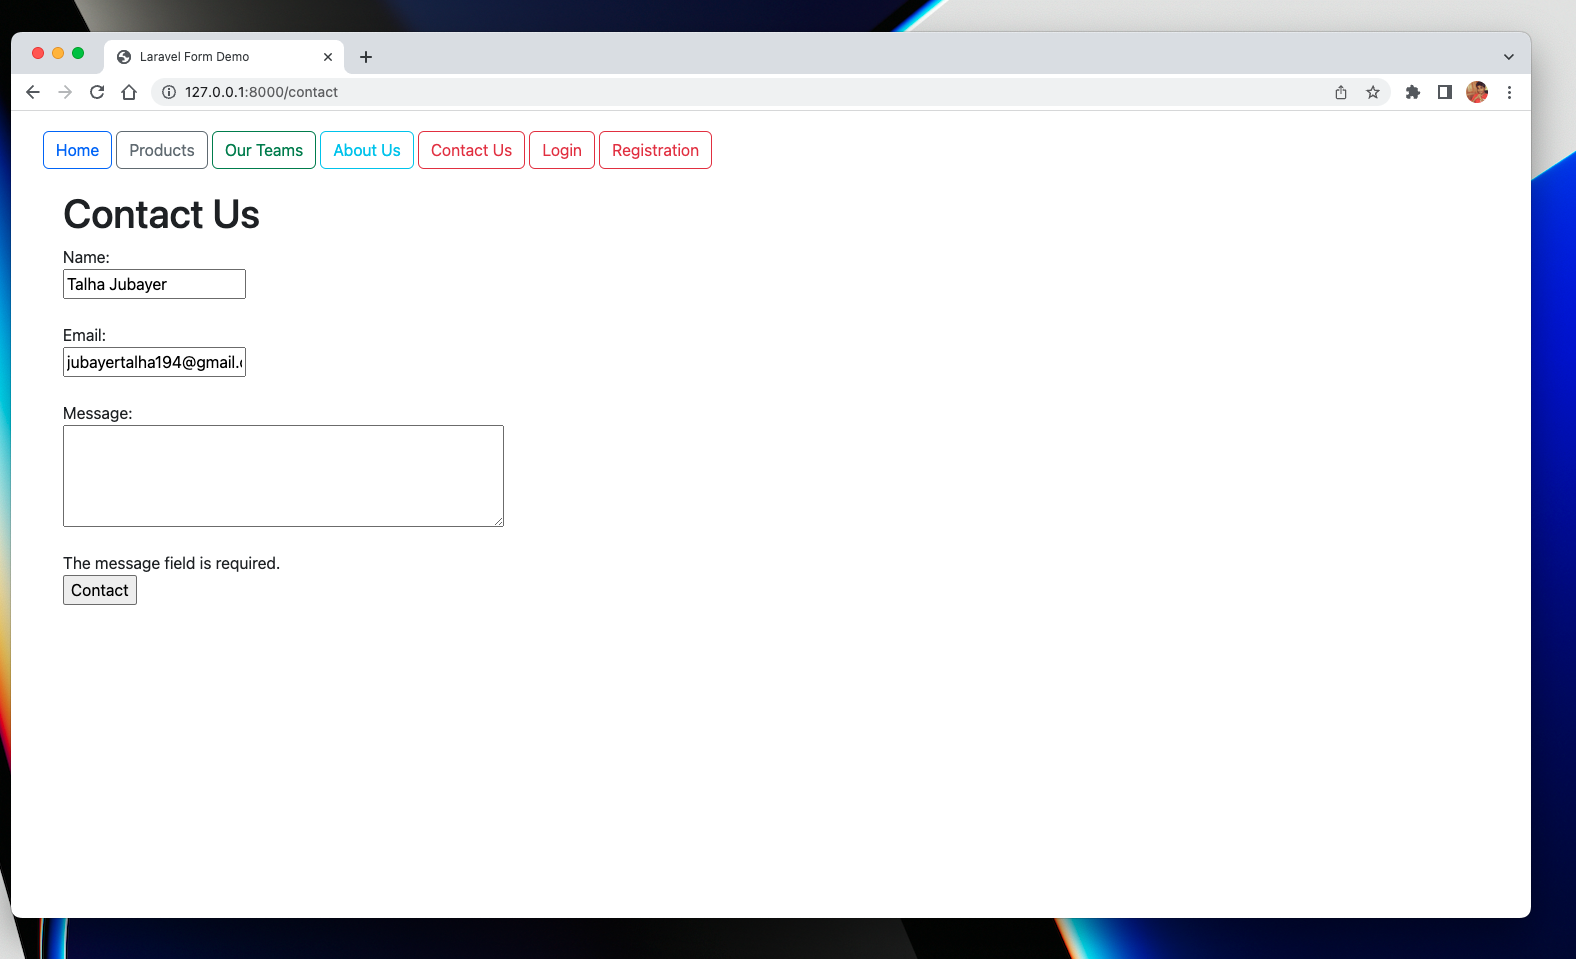 Laravel Form Demo
127.0.0.1:8000/contact
Home Products Our Teams About Us Contact Us Login Registration
Contact Us
Name:
Talha Jubayer
Email:
jubayertalha194@gmail.
Message:
The message field is required.
Contact